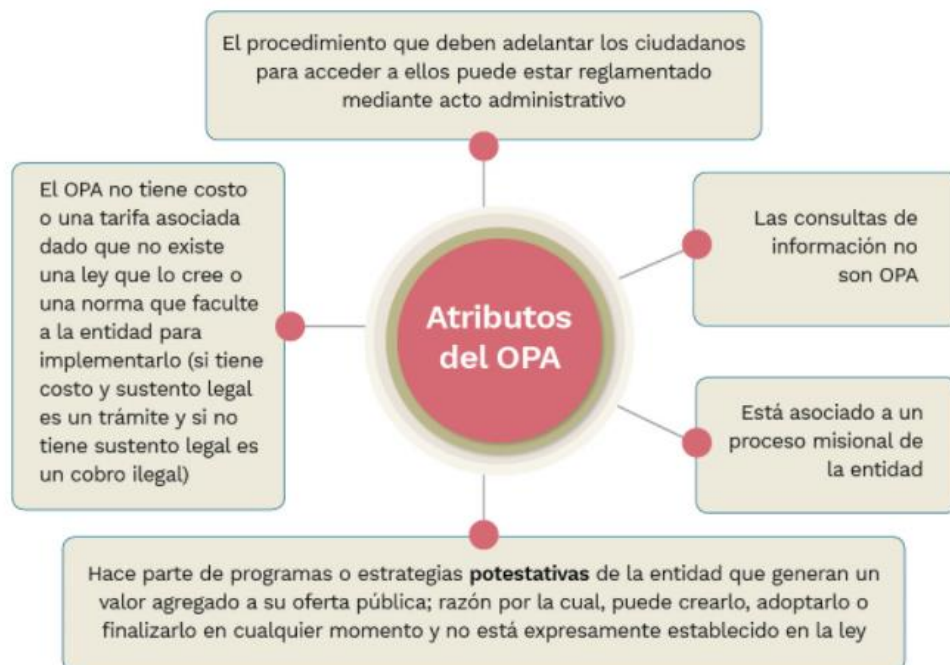 El procedimiento que deben adelantar los ciudadanos
para acceder a ellos puede estar reglamentado
mediante acto administrativo
El OPA no tiene costo
o una tarifa asociada
dado que no existe
una ley que lo cree o
una norma que faculte
a la entidad para
implementarlo (si tiene
costo y sustento legal
es un trámite y si no
tiene sustento legal es
un cobro ilegal)
Atributos
del OPA
Las consultas de
información no
son OPA
Está asociado a un
proceso misional de
la entidad
Hace parte de programas o estrategias potestativas de la entidad que generan un
valor agregado a su oferta pública; razón por la cual, puede crearlo, adoptarlo o
finalizarlo en cualquier momento y no está expresamente establecido en la ley